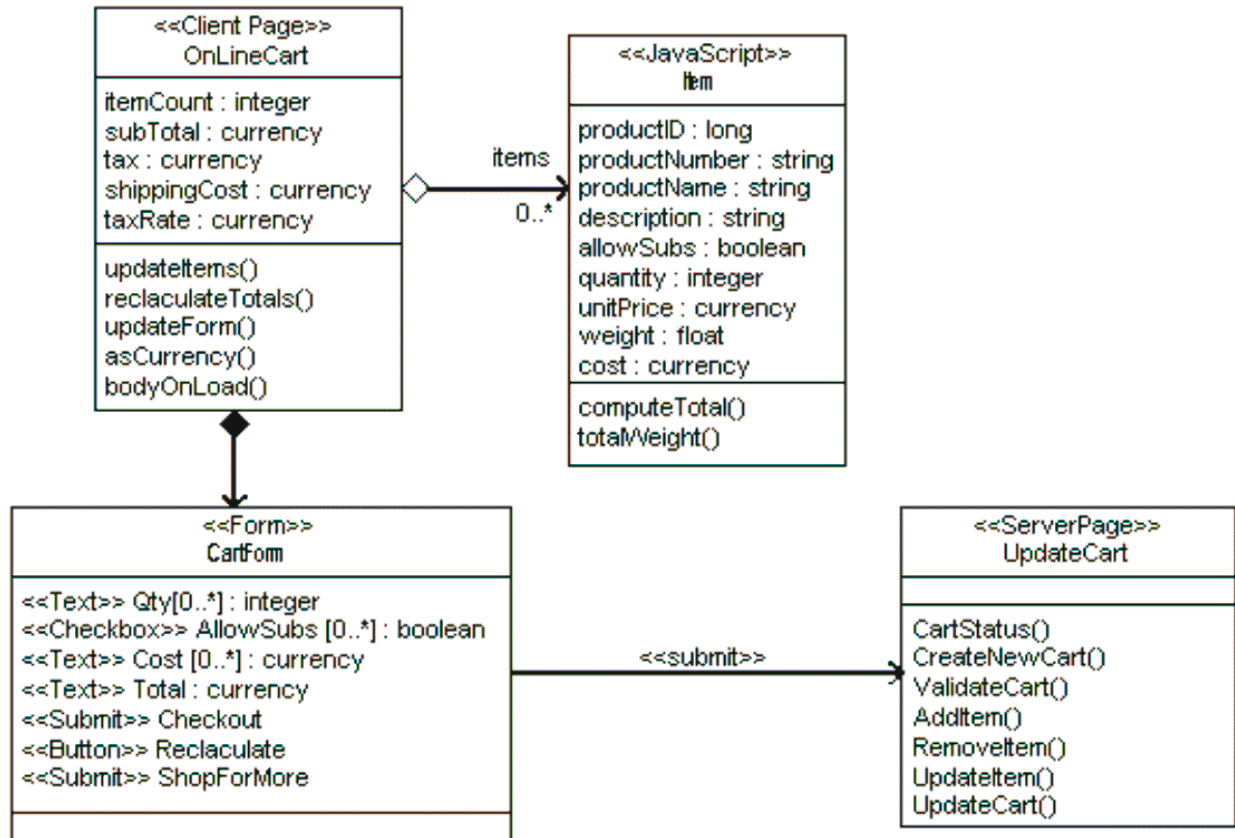 <<Client Page>>
OnLineCart
itemCount : integer
subTotal : currency
tax : currency
shippingCost : currency
taxRate : currency
updateItems()
reclaculateTotals()
updateForm()
asCurrency()
bodyOnLoad()
items
0..*
<<JavaScript>>
Item
productID : long
productNumber : string
productName : string
description : string
allowSubs : boolean
quantity : integer
unitPrice : currency
weight : float
cost : currency
computeTotal()
totalWeight()
<<Form>>
CartForm
<<Text>> Qty[0..*] : integer
<<Checkbox>> AllowSubs [0..*] : boolean
<<Text>> Cost [0..*] : currency
<<Text>> Total : currency
<<Submit>> Checkout
<<Button>> Reclaculate
<<Submit>> ShopForMore
<<submit>>
<<ServerPage>>
UpdateCart
CartStatus()
CreateNewCart()
ValidateCart()
AddItem()
RemoveItem()
UpdateItem()
UpdateCart()